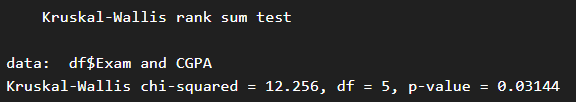 Kruskal-Wallis rank sum test
data:  df$Exam and CGPA
Kruskal-Wallis chi-squared = 12.256, df = 5, p-value = 0.03144